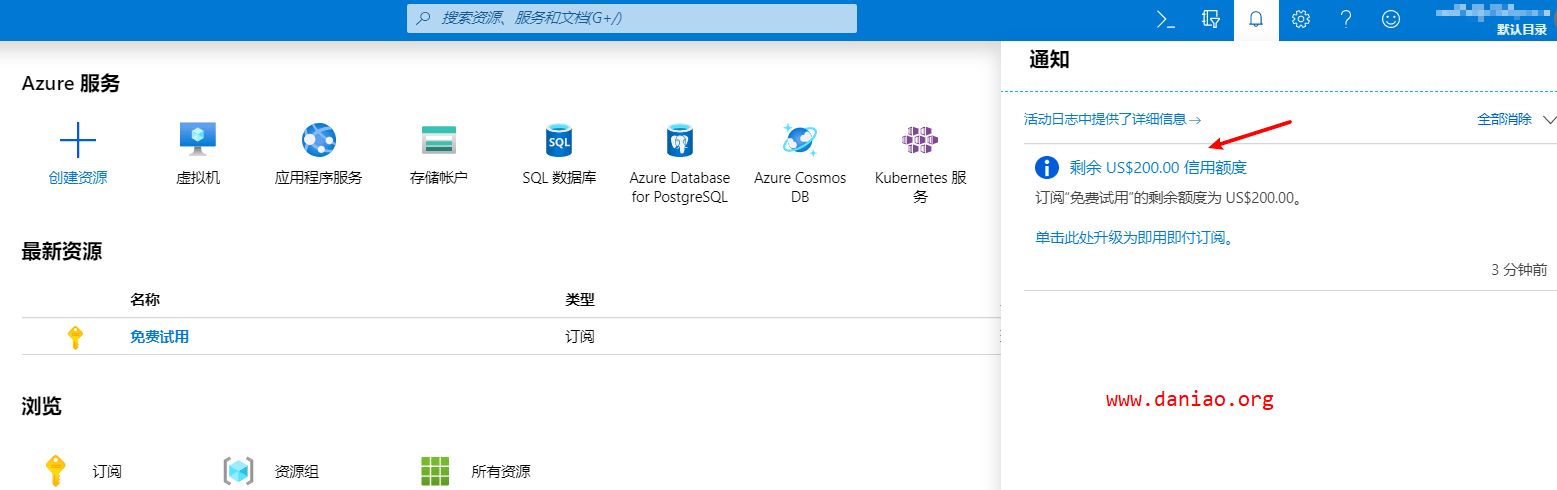 搜索资源、服务和文档(G+/)
默认目录
Azure 服务
创建资源
虚拟机
应用程序服务
存储帐户
SQL 数据库
Azure Database
for PostgreSQL
Azure Cosmos
DB
Kubernetes 服
务
SQL
最新资源
名称
类型
免费试用
订阅
浏览
订阅
资源组
所有资源
通知
活动日志中提供了详细信息→
全部消除
剩余 US$200.00 信用额度
订阅“免费试用”的剩余额度为 US$200.00。
单击此处升级为即用即付订阅。
3 分钟前
www.daniao.org